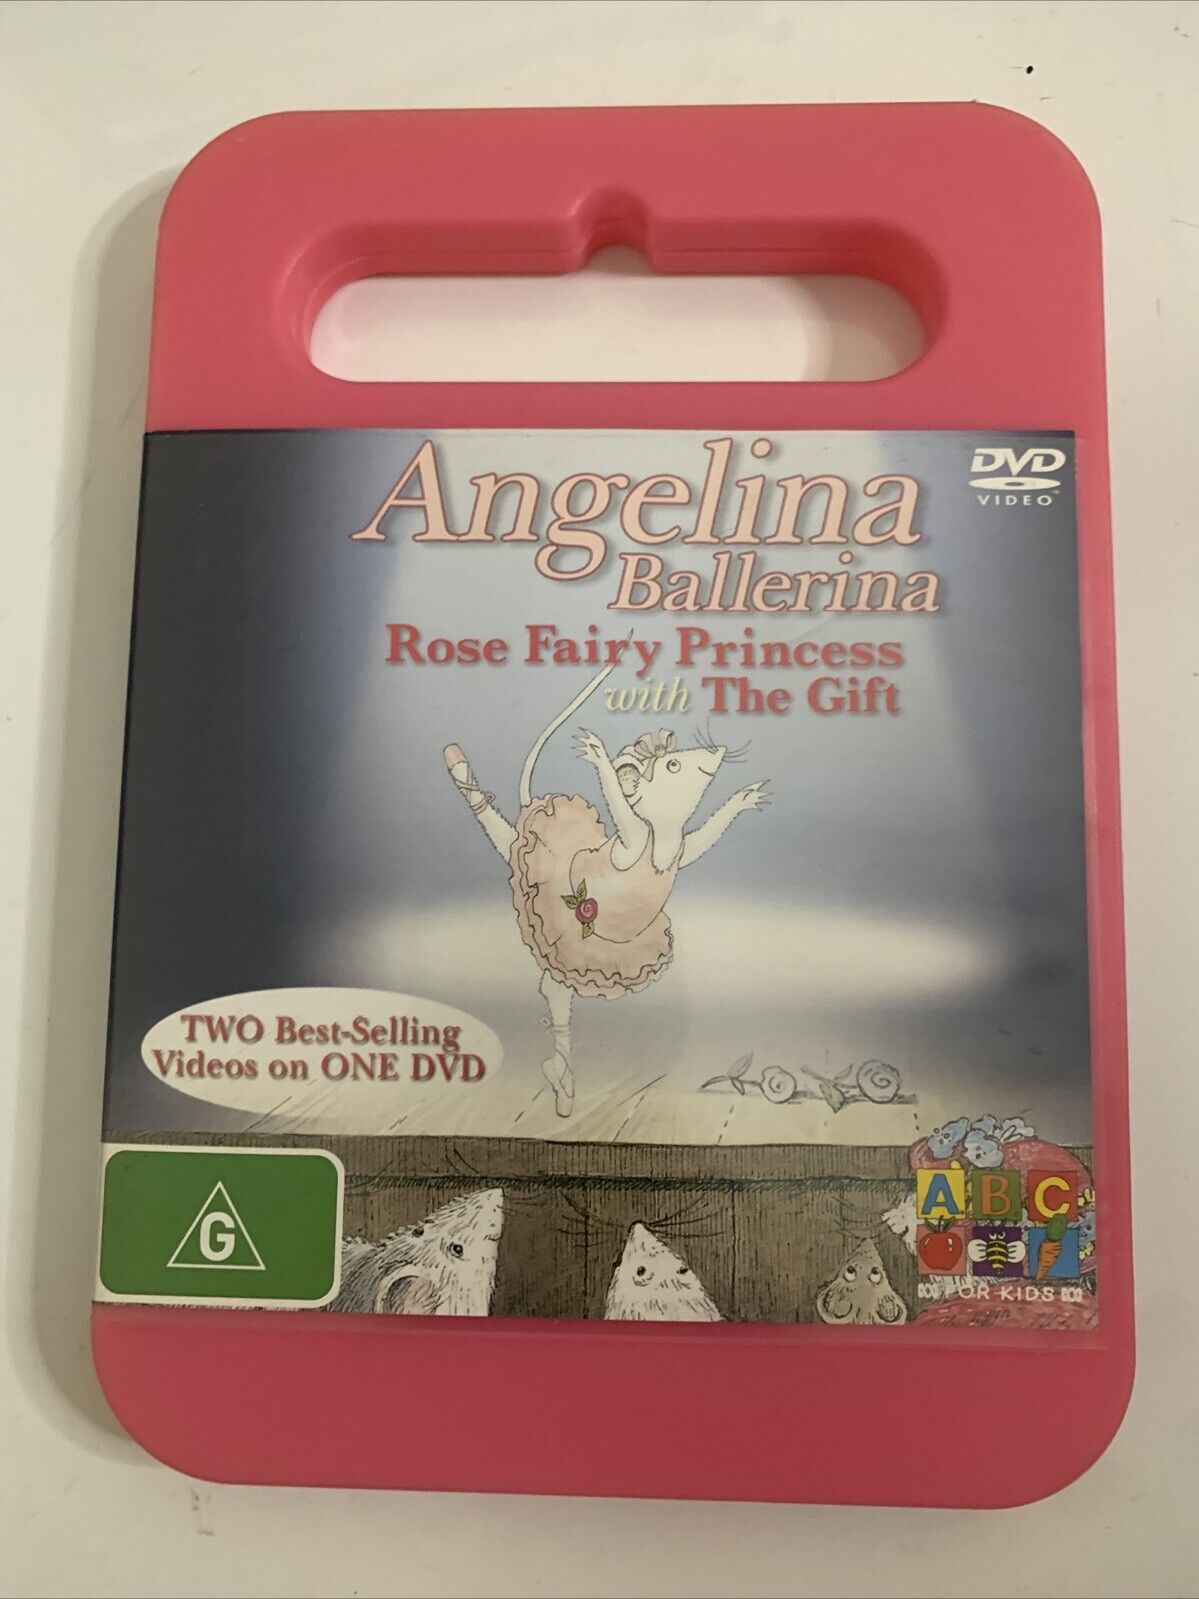 Angelina
DVD
VIDEO
Ballerina
Rose Fairy Princess
with The Gift
TWO Best-Selling
Videos on ONE DVD
G
ABC
FOR KIDS